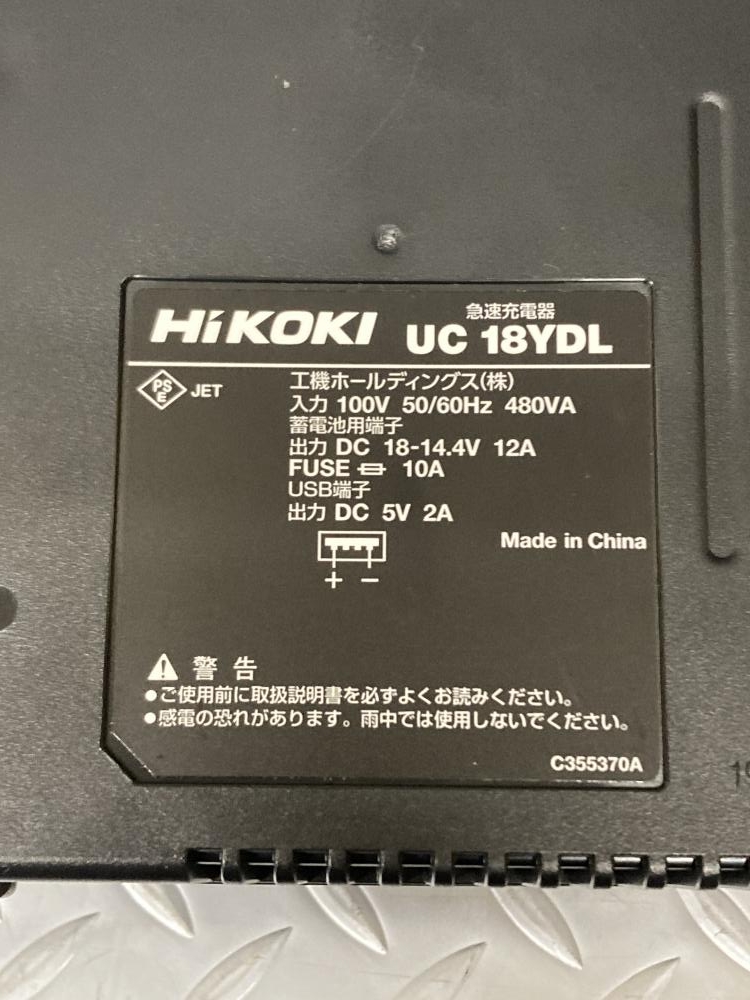 HiKOKI 急速充電器
UC 18YDL
PSE JET 工機ホールディングス(株)
入力 100V 50/60Hz 480VA
蓄電池用端子
出力 DC 18-14.4V 12A
FUSE 10A
USB端子
出力 DC 5V 2A
Made in China
+ −
警告
●ご使用前に取扱説明書を必ずよくお読みください。
●感電の恐れがあります。雨中では使用しないでください。
C355370A